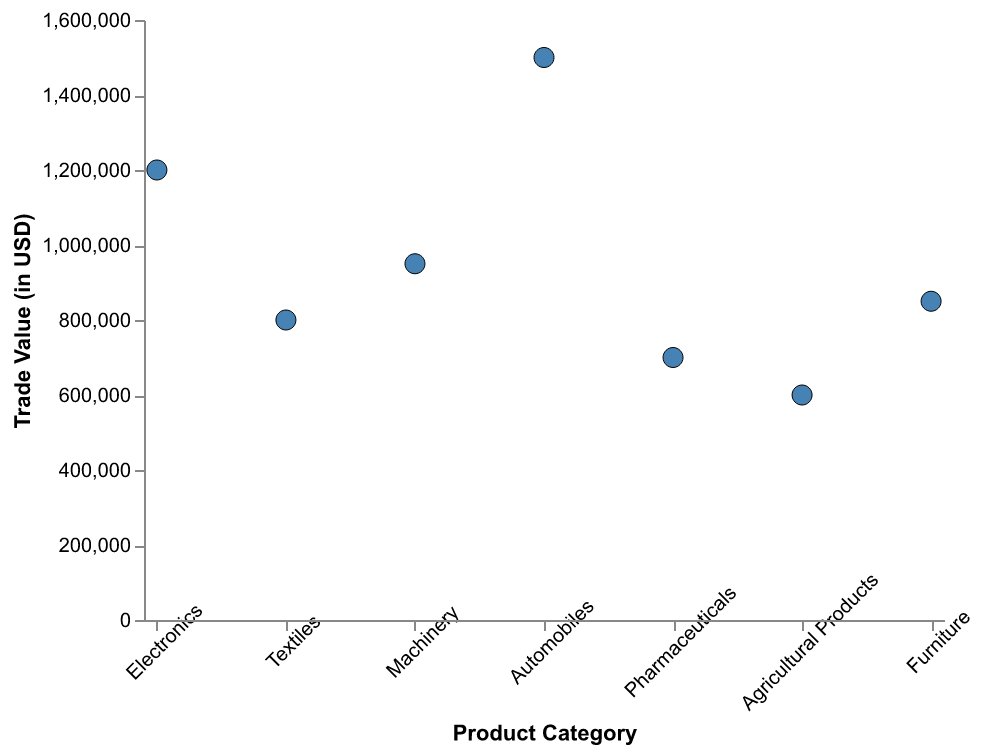 1,600,000
1,400,000
1,200,000
1,000,000
800,000
600,000
400,000
200,000
0
Trade Value (in USD)
Electronics
Textiles
Machinery
Automobiles
Pharmaceuticals
Agricultural Products
Furniture
Product Category